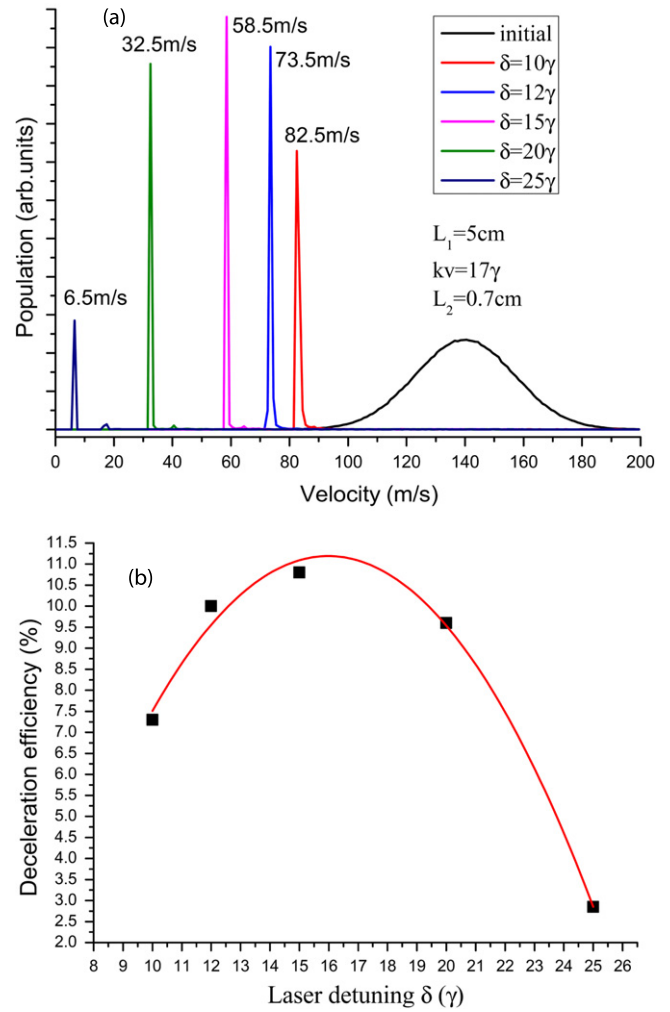 (a)
58.5m/s
32.5m/s
73.5m/s
82.5m/s
6.5m/s
initial
δ=10γ
δ=12γ
δ=15γ
δ=20γ
δ=25γ
L₁=5cm
kv=17γ
L₂=0.7cm
Population (arb.units)
0 20 40 60 80 100 120 140 160 180 200
Velocity (m/s)
(b)
11.5
11.0
10.5
10.0
9.5
9.0
8.5
8.0
7.5
7.0
6.5
6.0
5.5
5.0
4.5
4.0
3.5
3.0
2.5
2.0
Deceleration efficiency (%)
8 9 10 11 12 13 14 15 16 17 18 19 20 21 22 23 24 25 26
Laser detuning δ (γ)